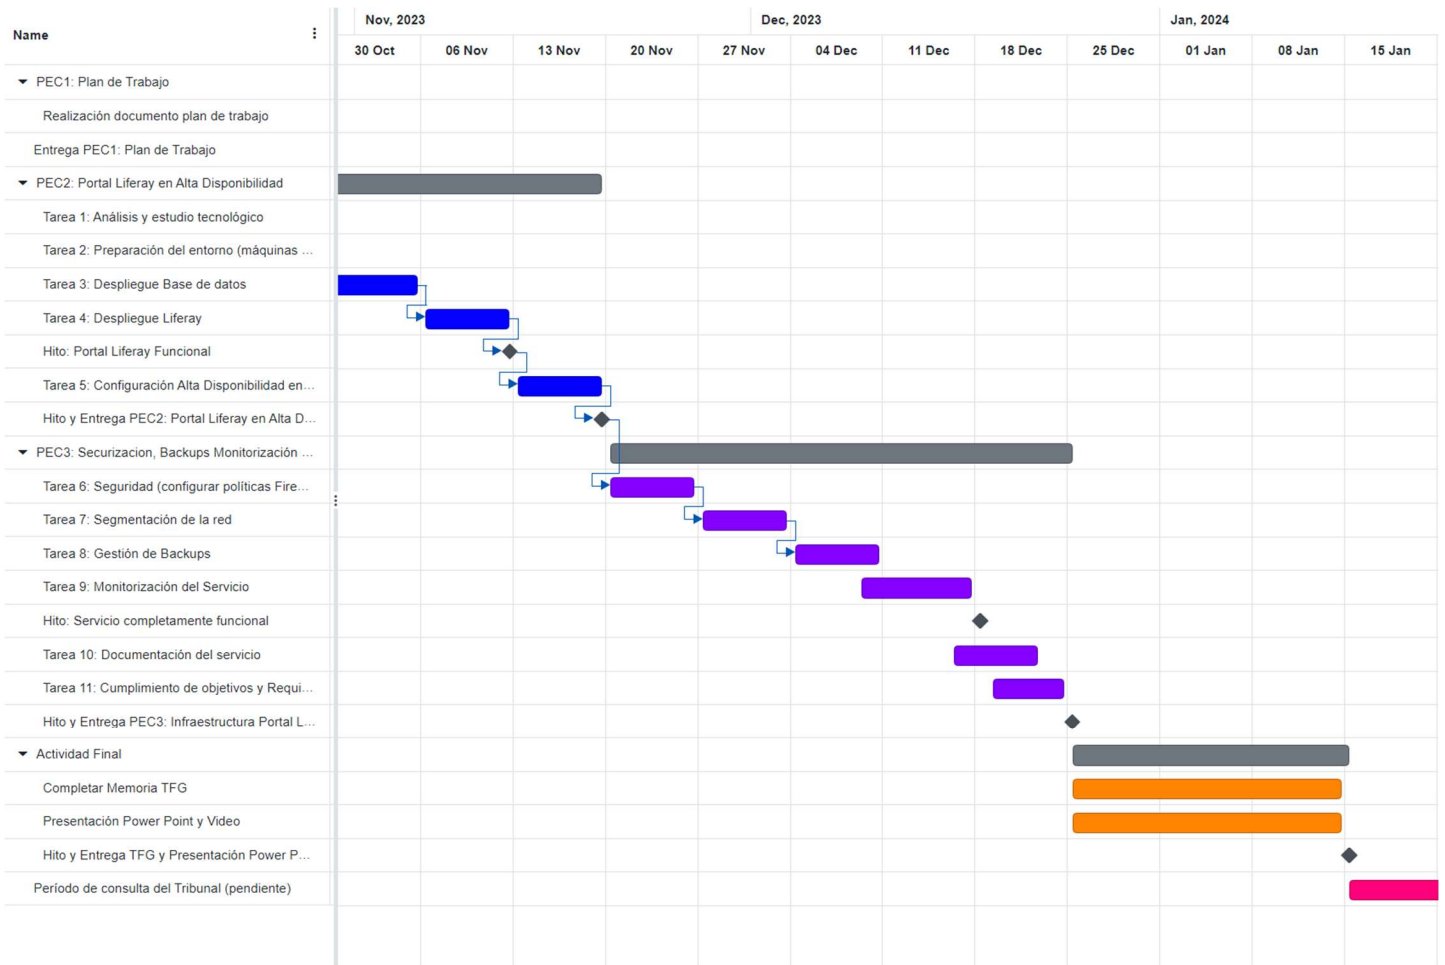 Nov, 2023
Dec, 2023
Jan, 2024
Name
30 Oct
06 Nov
13 Nov
20 Nov
27 Nov
04 Dec
11 Dec
18 Dec
25 Dec
01 Jan
08 Jan
15 Jan
PEC1: Plan de Trabajo
Realización documento plan de trabajo
Entrega PEC1: Plan de Trabajo
PEC2: Portal Liferay en Alta Disponibilidad
Tarea 1: Análisis y estudio tecnológico
Tarea 2: Preparación del entorno (máquinas ...
Tarea 3: Despliegue Base de datos
Tarea 4: Despliegue Liferay
Hito: Portal Liferay Funcional
Tarea 5: Configuración Alta Disponibilidad en...
Hito y Entrega PEC2: Portal Liferay en Alta D...
PEC3: Securizacion, Backups Monitorización ...
Tarea 6: Seguridad (configurar políticas Fire...
Tarea 7: Segmentación de la red
Tarea 8: Gestión de Backups
Tarea 9: Monitorización del Servicio
Hito: Servicio completamente funcional
Tarea 10: Documentación del servicio
Tarea 11: Cumplimiento de objetivos y Requi...
Hito y Entrega PEC3: Infraestructura Portal L...
Actividad Final
Completar Memoria TFG
Presentación Power Point y Video
Hito y Entrega TFG y Presentación Power P...
Período de consulta del Tribunal (pendiente)